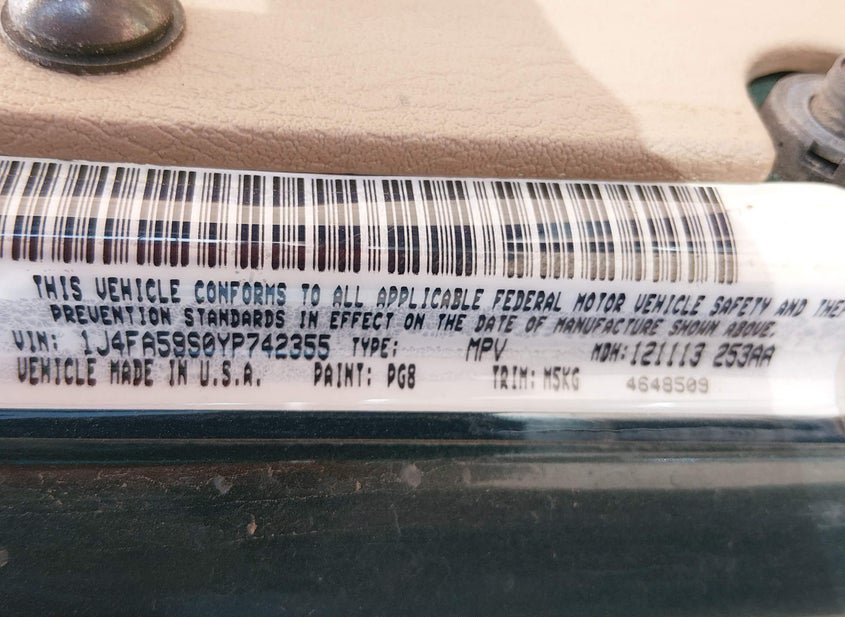 THIS VEHICLE CONFORMS TO ALL APPLICABLE FEDERAL MOTOR VEHICLE SAFETY AND THEF
PREVENTION STANDARDS IN EFFECT ON THE DATE OF MANUFACTURE SHOWN ABOVE.
VIN: 1J4FA59S0YP742355 TYPE: MPV MDH:121113 253AA
VEHICLE MADE IN U.S.A. PAINT: PG8 TRIM: M5KG 4648509